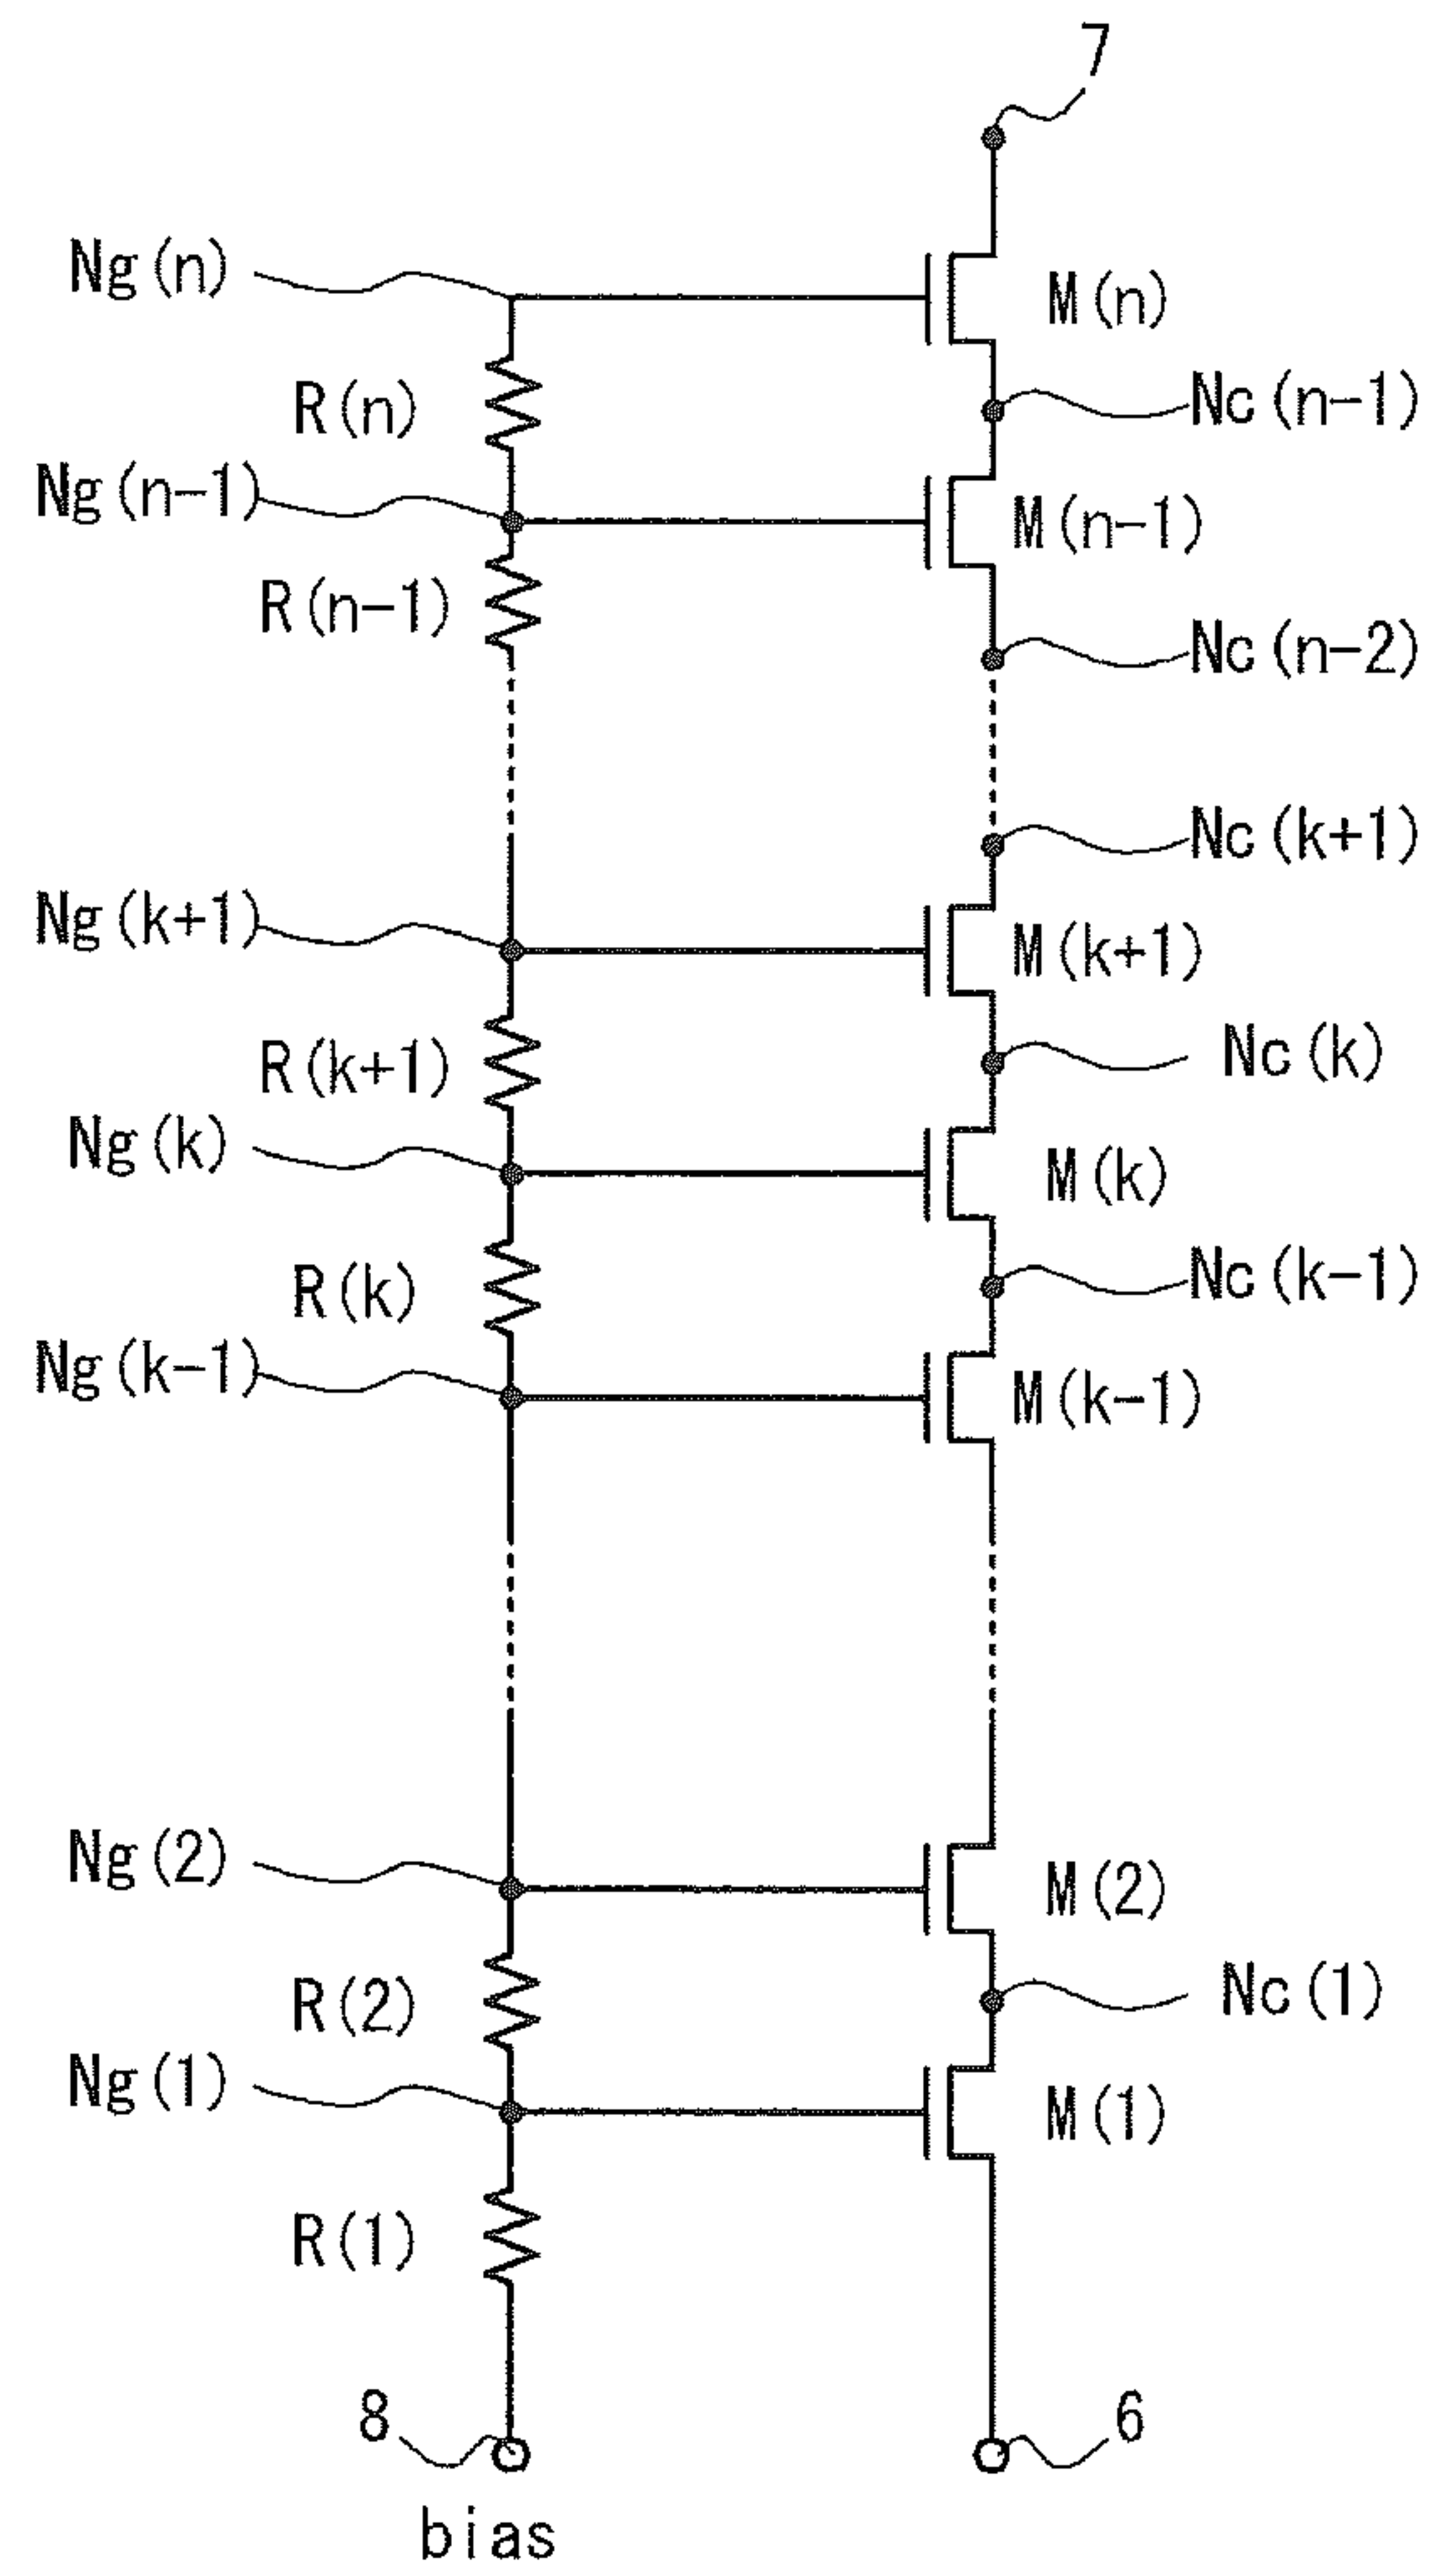 7
Ng(n)
M(n)
R(n)
Nc(n-1)
Ng(n-1)
M(n-1)
R(n-1)
Nc(n-2)
Nc(k+1)
Ng(k+1)
M(k+1)
R(k+1)
Nc(k)
Ng(k)
M(k)
R(k)
Nc(k-1)
Ng(k-1)
M(k-1)
Ng(2)
M(2)
R(2)
Nc(1)
Ng(1)
M(1)
R(1)
8
6
bias